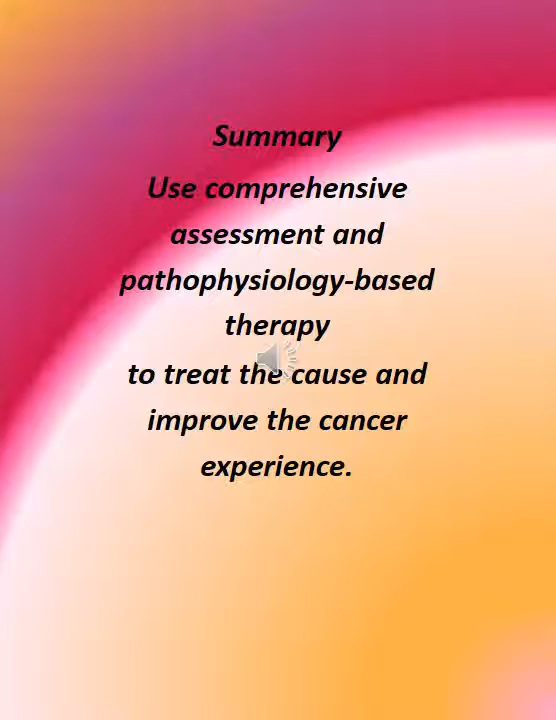 Summary
Use comprehensive
assessment and
pathophysiology-based
therapy
to treat the cause and
improve the cancer
experience.